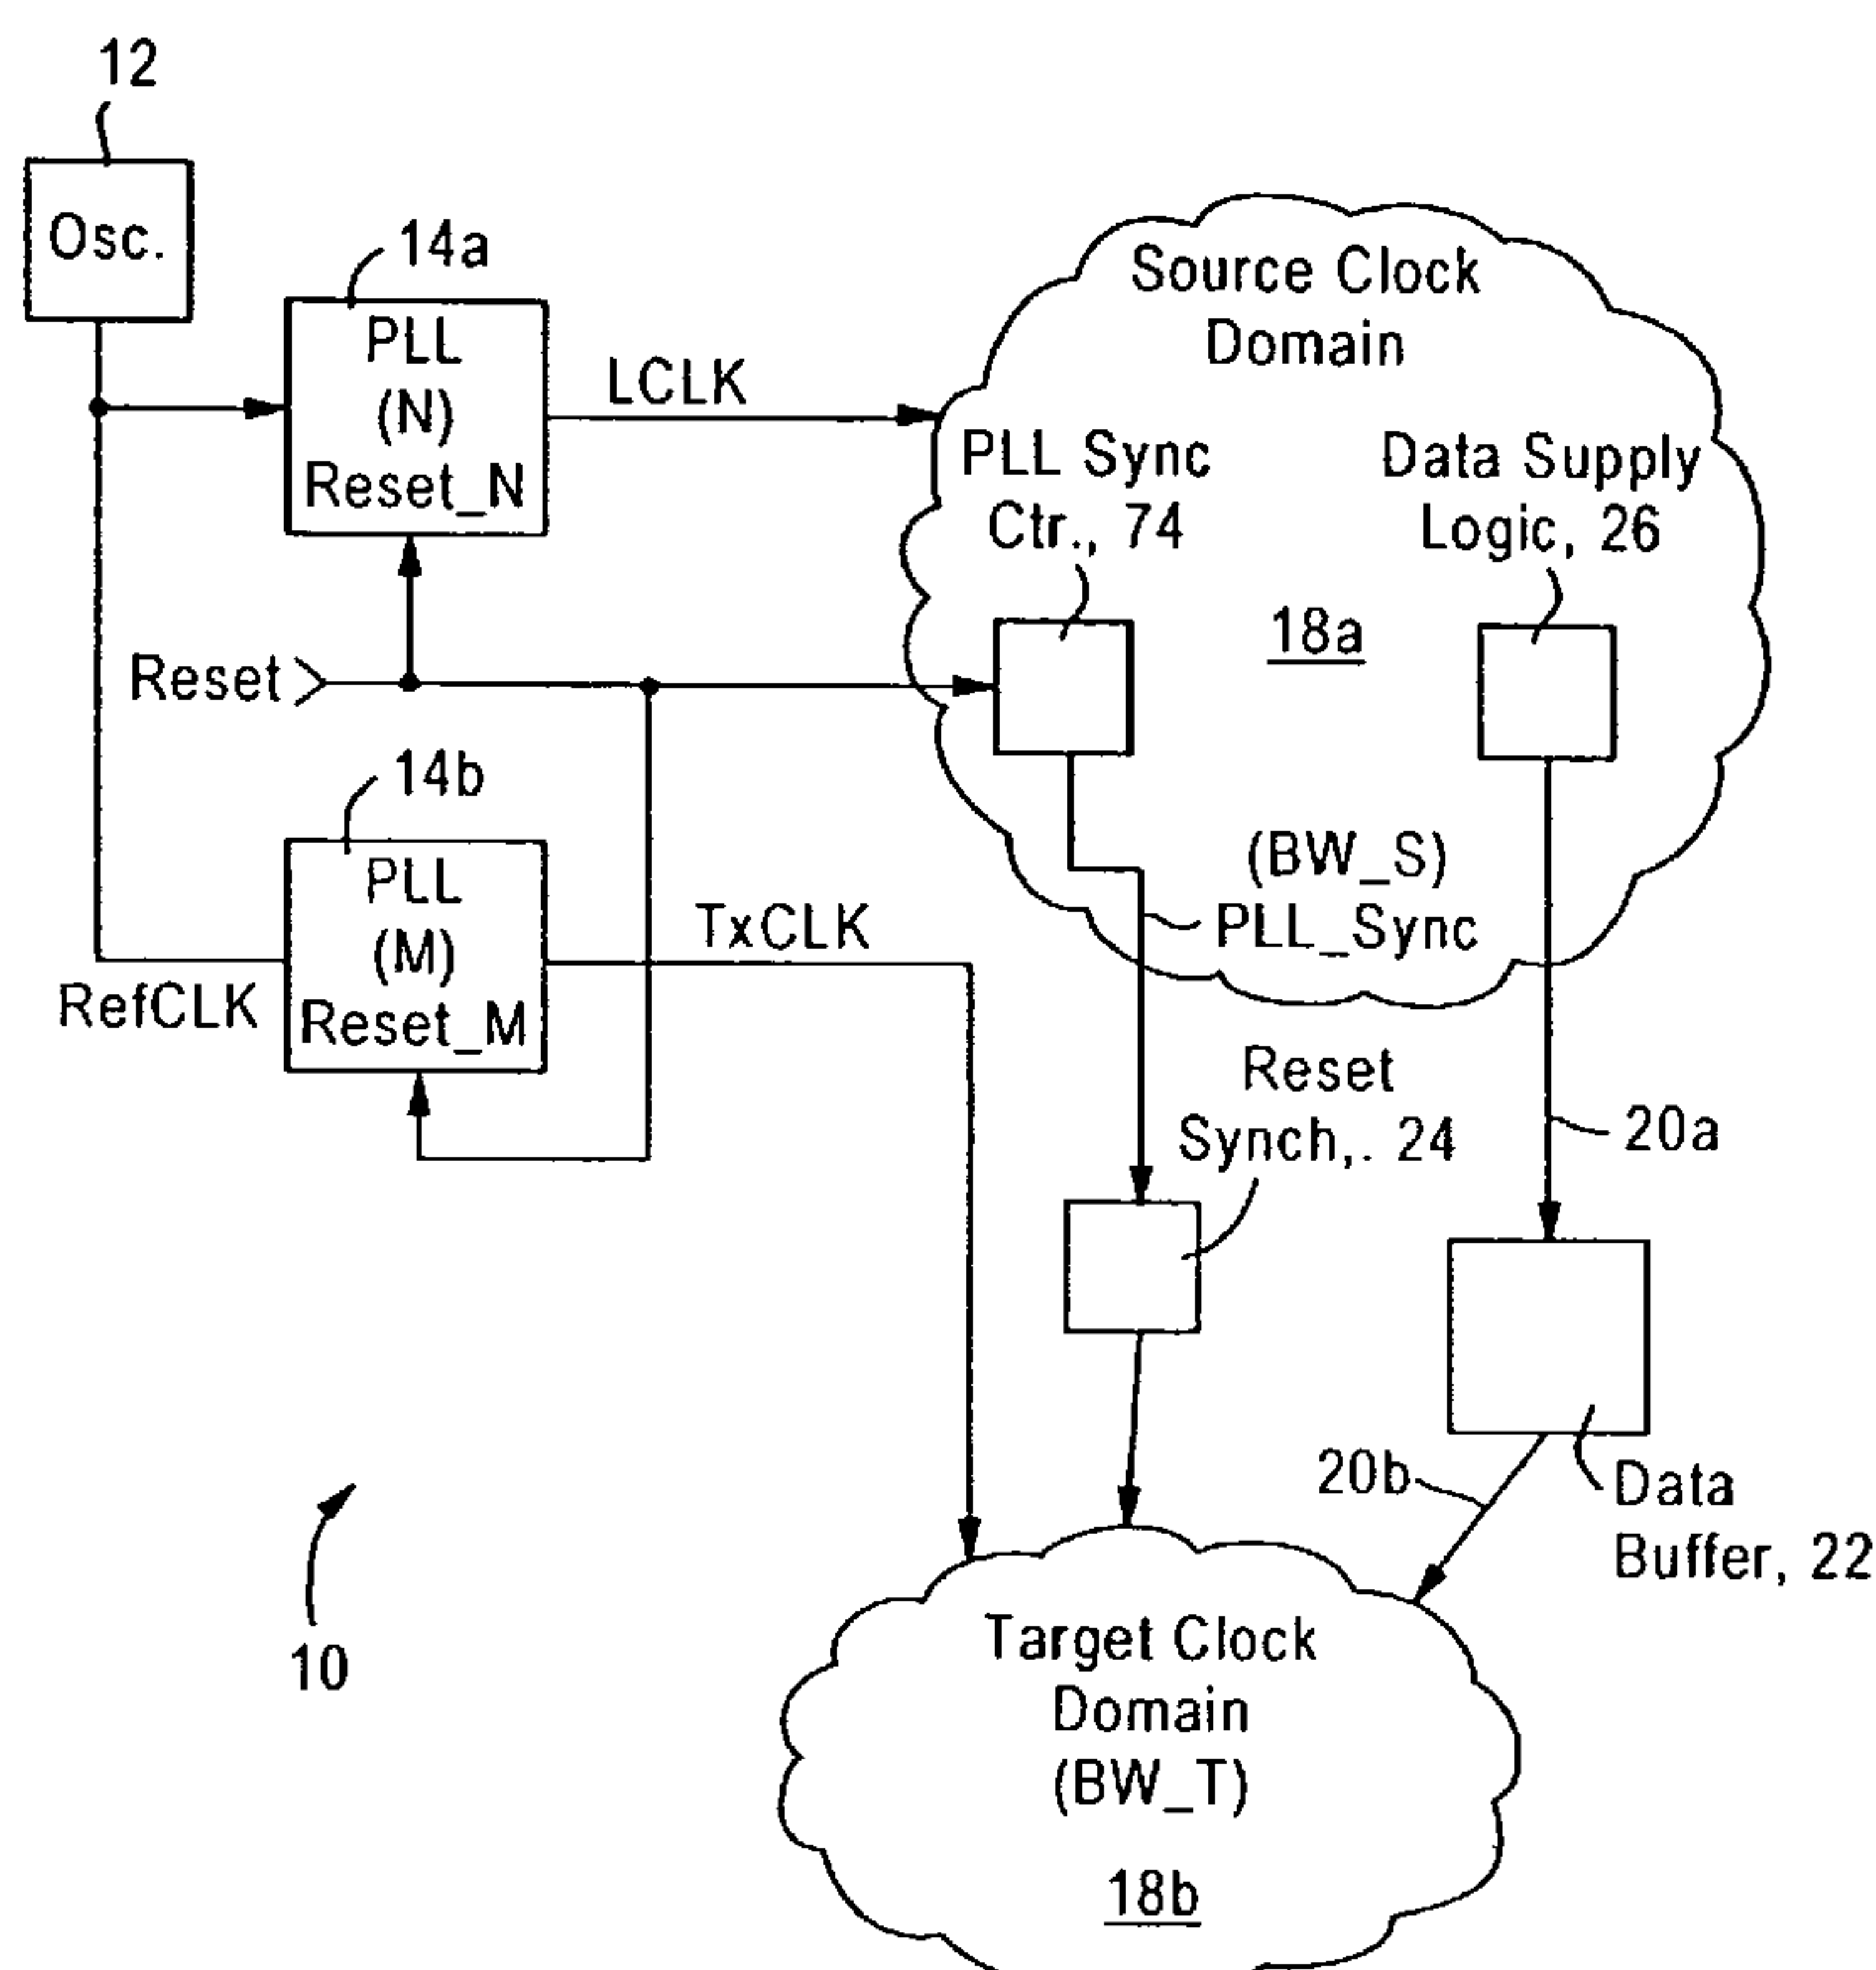 12
Osc.
14a
PLL
(N)
Reset_N
LCLK
Source Clock
Domain
PLL Sync
Ctr., 74
Data Supply
Logic, 26
18a
Reset
14b
PLL
(M)
Reset_M
RefCLK
TxCLK
(BW_S)
PLL_Sync
Reset
Synch,. 24
20a
20b
Data
Buffer, 22
10
Target Clock
Domain
(BW_T)
18b